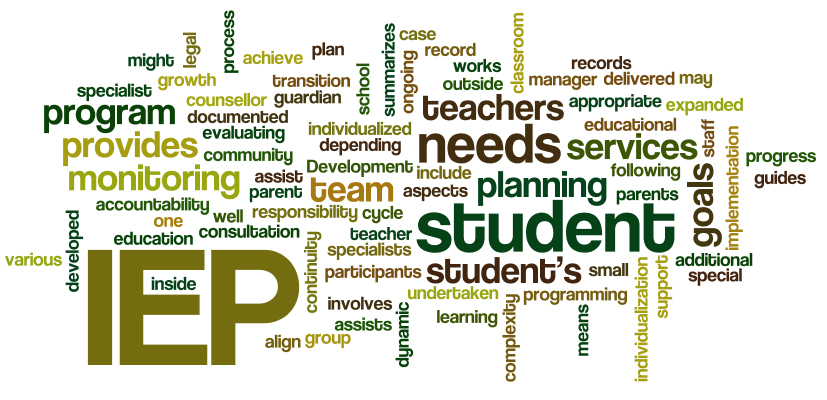 case
plan
process
legal
might
achieve
summarizes
ongoing
record
classroom
works
records
outside
manager
delivered
may
growth
transition
school
specialist
counsellor
guardian
program
documented
teachers
appropriate
expanded
evaluating
individualized
educational
staff
provides
depending
needs
services
implementation
progress
community
Development
include
following
guides
monitoring
assist
parent
team
aspects
planning
parents
goals
accountability
one
well
responsibility
cycle
student
developed
education
consultation
teacher
various
continuity
specialists
additional
IEP
inside
participants
student's
small
special
involves
undertaken
programming
individualization
support
assists
dynamic
learning
complexity
means
align
group